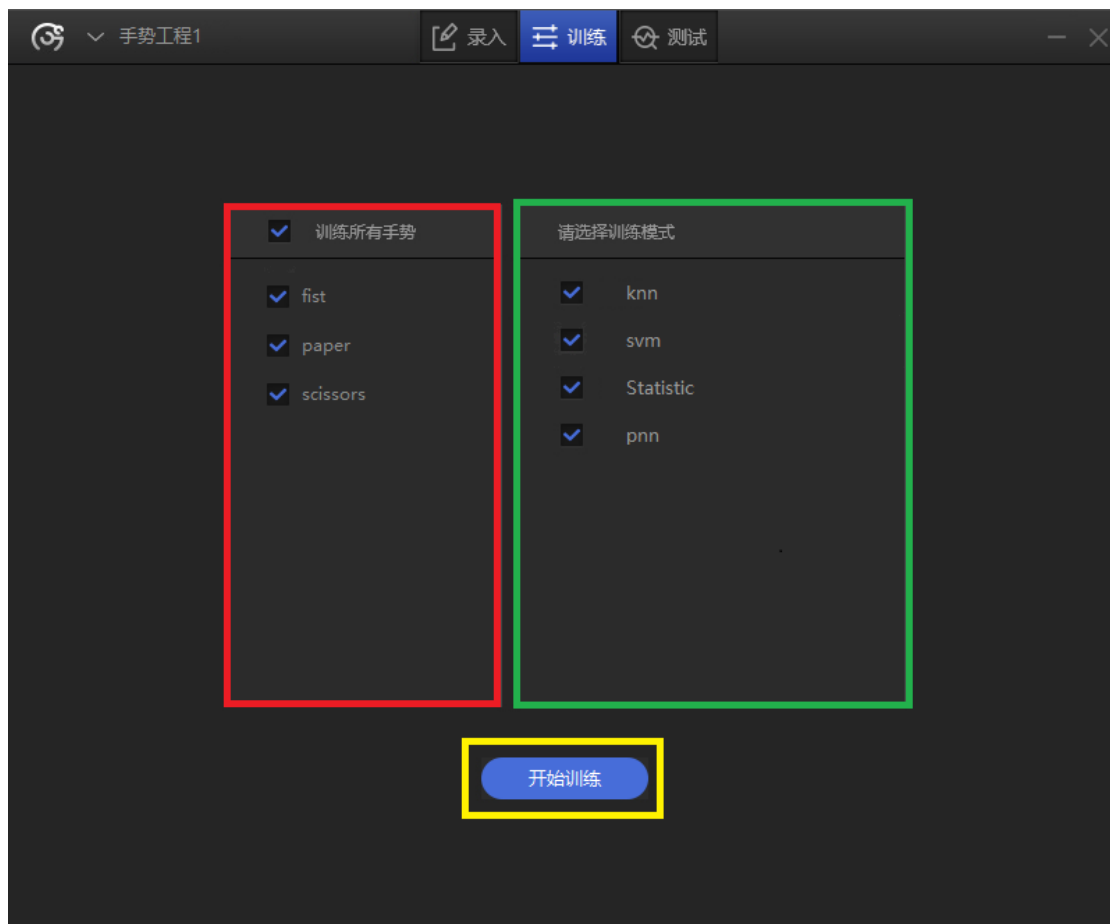 手势工程1
录入
训练
测试
训练所有手势
fist
paper
scissors
请选择训练模式
knn
svm
Statistic
pnn
开始训练